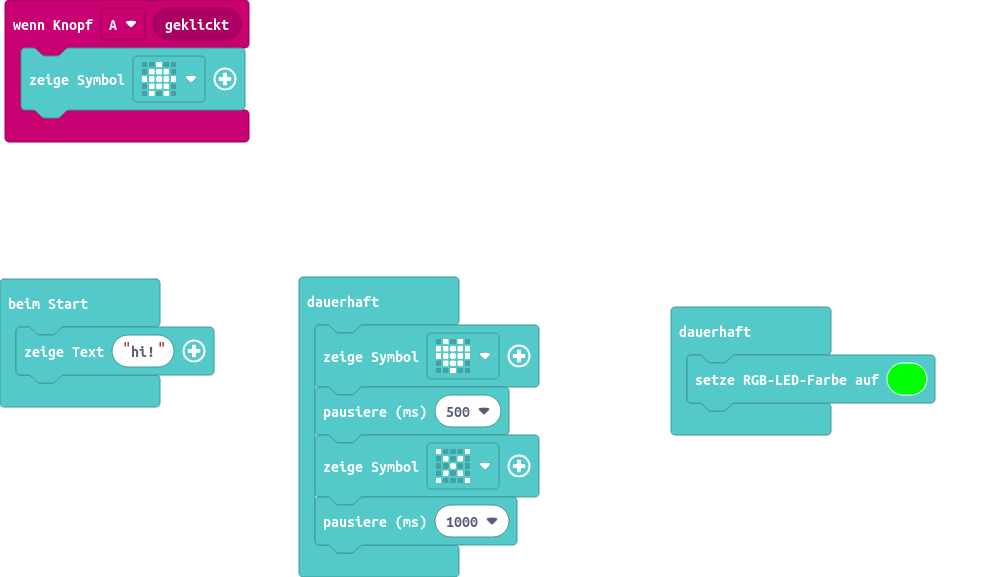 wenn Knopf A geklickt
zeige Symbol
beim Start
zeige Text "hi!"
dauerhaft
zeige Symbol
pausiere (ms) 500
zeige Symbol
pausiere (ms) 1000
dauerhaft
setze RGB-LED-Farbe auf